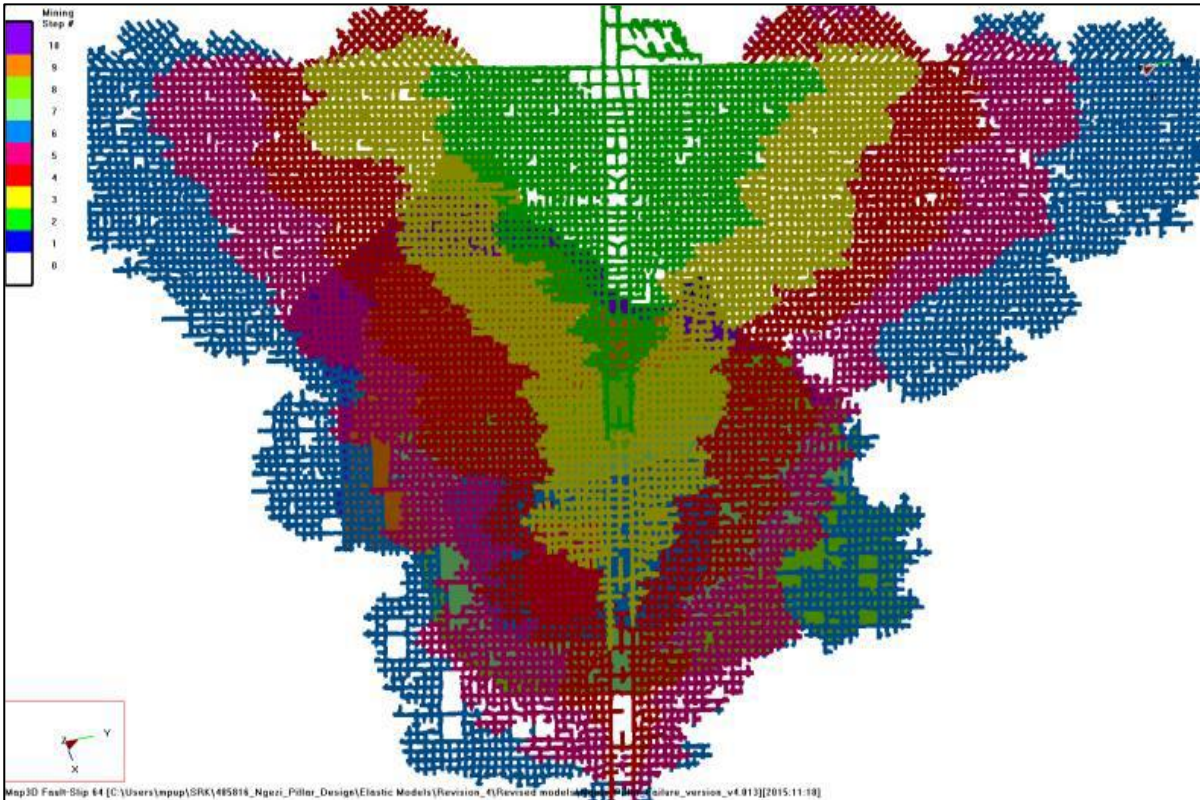 Mining
Step #
10
9
8
7
6
5
4
3
2
1
0
Y
Z
Y
X
Map3D Fault-Slip 64 [C:\Users\mpup\SRK\485816_Ngezi_Pillar_Design\Elastic Models\Revision_4\Revised models\ Failure_version_v4.013][2015:11:18]